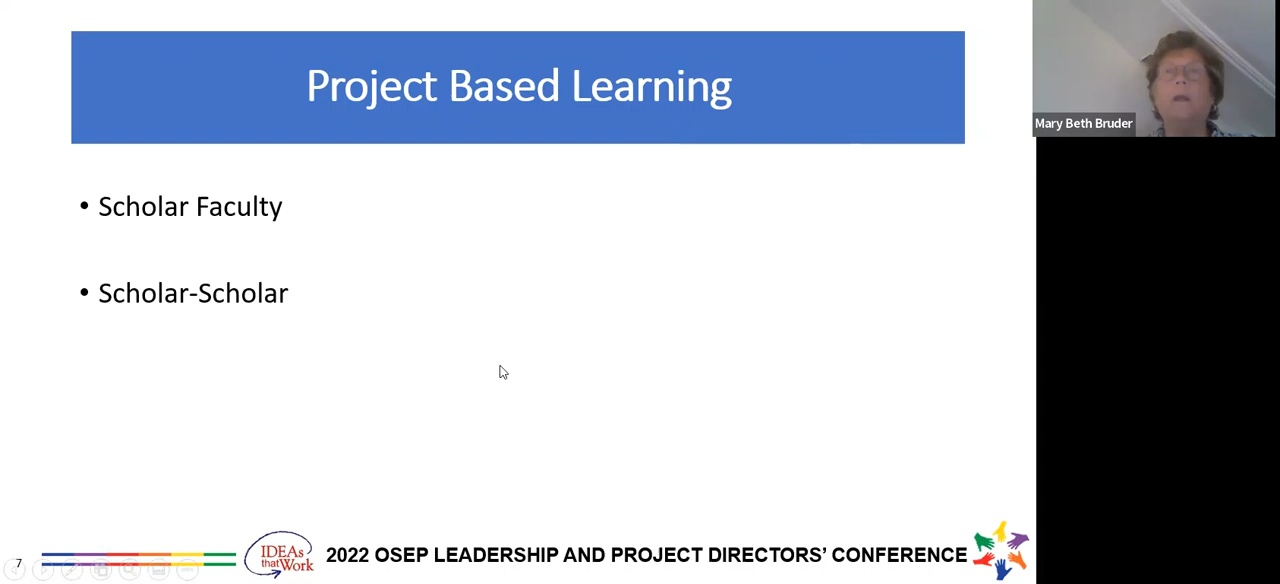 Project Based Learning
Mary Beth Bruder
• Scholar Faculty
• Scholar-Scholar
7
IDEAs
that Work
2022 OSEP LEADERSHIP AND PROJECT DIRECTORS’ CONFERENCE